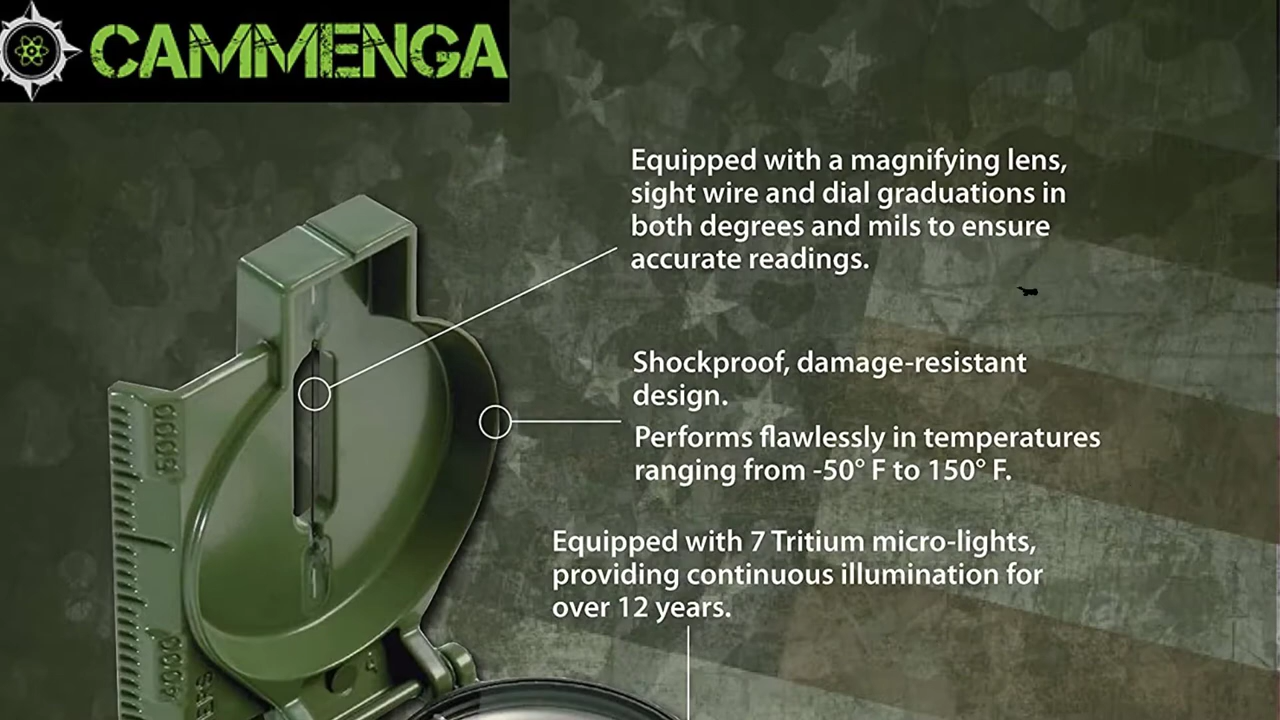 CAMMENGA
Equipped with a magnifying lens,
sight wire and dial graduations in
both degrees and mils to ensure
accurate readings.
Shockproof, damage-resistant
design.
Performs flawlessly in temperatures
ranging from -50° F to 150° F.
Equipped with 7 Tritium micro-lights,
providing continuous illumination for
over 12 years.
5000
4000